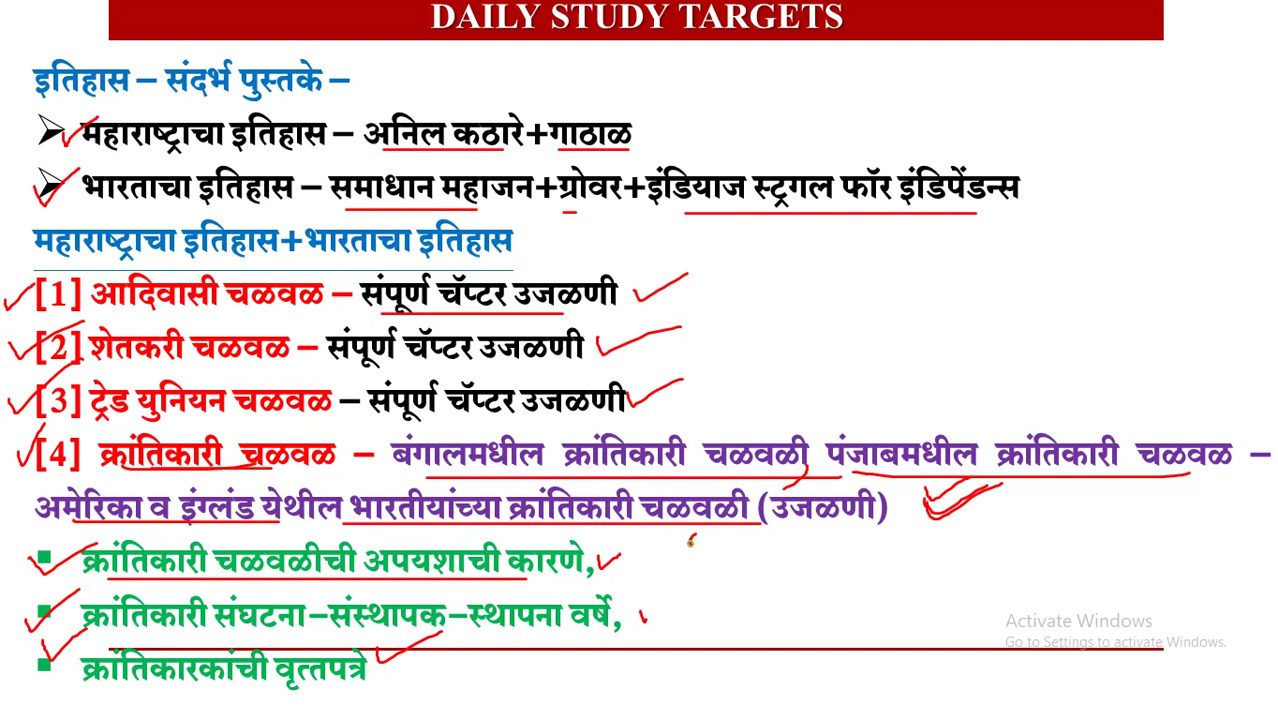 DAILY STUDY TARGETS
इतिहास – संदर्भ पुस्तके –
➢ महाराष्ट्राचा इतिहास – अनिल कठारे+गाठाळ
➢ भारताचा इतिहास – समाधान महाजन+ग्रोवर+इंडियाज स्ट्रगल फॉर इंडिपेंडन्स
महाराष्ट्राचा इतिहास+भारताचा इतिहास
[1] आदिवासी चळवळ – संपूर्ण चॅप्टर उजळणी
[2] शेतकरी चळवळ – संपूर्ण चॅप्टर उजळणी
[3] ट्रेड युनियन चळवळ – संपूर्ण चॅप्टर उजळणी
[4] क्रांतिकारी चळवळ – बंगालमधील क्रांतिकारी चळवळी पंजाबमधील क्रांतिकारी चळवळ –
अमेरिका व इंग्लंड येथील भारतीयांच्या क्रांतिकारी चळवळी (उजळणी)
▪ क्रांतिकारी चळवळीची अपयशाची कारणे,
▪ क्रांतिकारी संघटना–संस्थापक–स्थापना वर्षे,
▪ क्रांतिकारकांची वृत्तपत्रे
Activate Windows
Go to Settings to activate Windows.